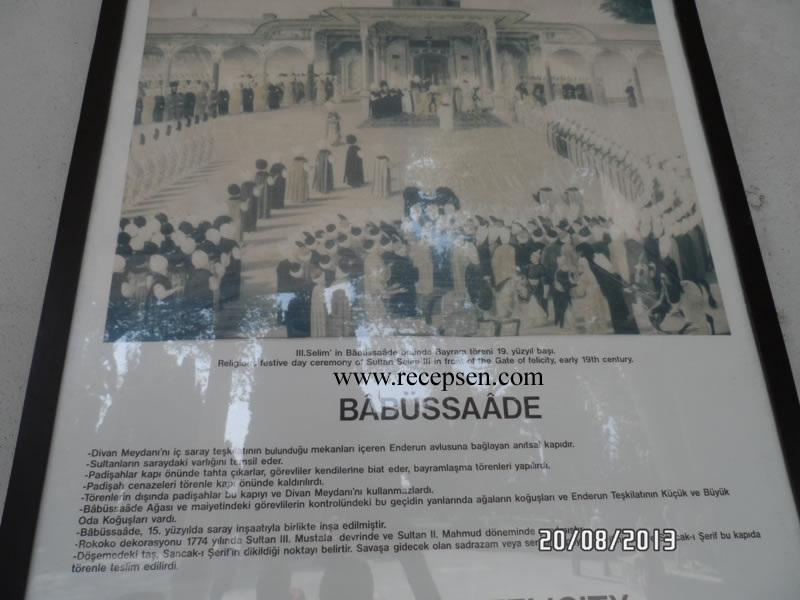 III.Selim' in Bâbüssaâde önünde Bayram töreni 19. yüzyıl başı.
Religious festive day ceremony of Sultan Selim III in front of the Gate of felicity, early 19th century.
www.recepsen.com
BÂBÜSSAÂDE
-Divan Meydanı'nı iç saray teşkilatının bulunduğu mekanları içeren Enderun avlusuna bağlayan anıtsal kapıdır.
-Sultanların saraydaki varlığını temsil eder.
-Padişahlar kapı önünde tahta çıkarlar, görevliler kendilerine biat eder, bayramlaşma törenleri yapılırdı.
-Padişah cenazeleri törenle kapı önünde kaldırılırdı.
-Törenlerin dışında padişahlar bu kapıyı ve Divan Meydanı'nı kullanmazlardı.
-Bâbüssaâde Ağası ve maiyetindeki görevlilerin kontrolündeki bu geçidin yanlarında ağaların koğuşları ve Enderun Teşkilatının Küçük ve Büyük
Oda Koğuşları vardı.
-Bâbüssaâde, 15. yüzyılda saray inşaatıyla birlikte inşa edilmiştir.
-Rokoko dekorasyonu 1774 yılında Sultan III. Mustafa devrinde ve Sultan II. Mahmud döneminde
-Döşemedeki taş, Sancak-ı Şerif'in dikildiği noktayı belirtir. Savaşa gidecek olan sadrazam veya Sancak-ı Şerif bu kapıda
törenle teslim edilirdi.
20/08/2013